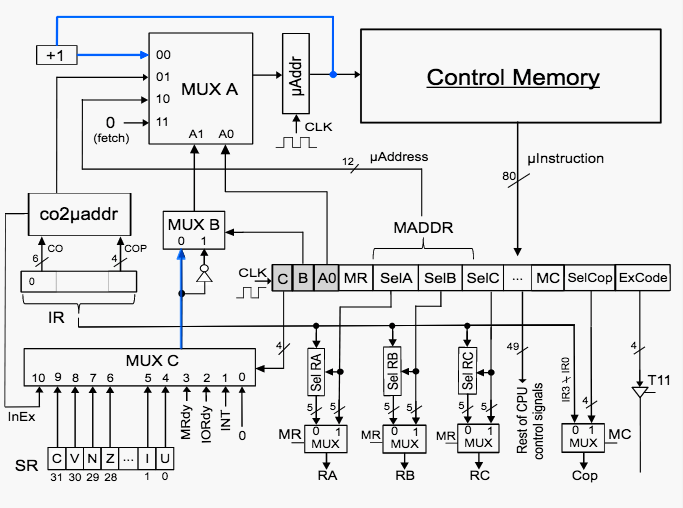 +1
00
01
10
11
MUX A
A1 A0
0
(fetch)
µAddr
CLK
Control Memory
12
µAddress
80
µInstruction
co2µaddr
6
CO
4
COP
0
IR
MUX B
0 1
MADDR
CLK
C B A0 MR SelA SelB SelC ... MC SelCop ExCode
4
MUX C
10 9 8 7 6 5 4 3 2 1 0
InEx
MRdy
IORdy
INT
0
SR
C V N Z ... I U
31 30 29 28 1 0
Sel RA
Sel RB
Sel RC
5 5
5 5
5 5
MR
0 1
MUX
RA
MR
0 1
MUX
RB
MR
0 1
MUX
RC
49
Rest of CPU
control signals
IR3 ÷ IR0
4
0 1
MUX
MC
Cop
4
T11